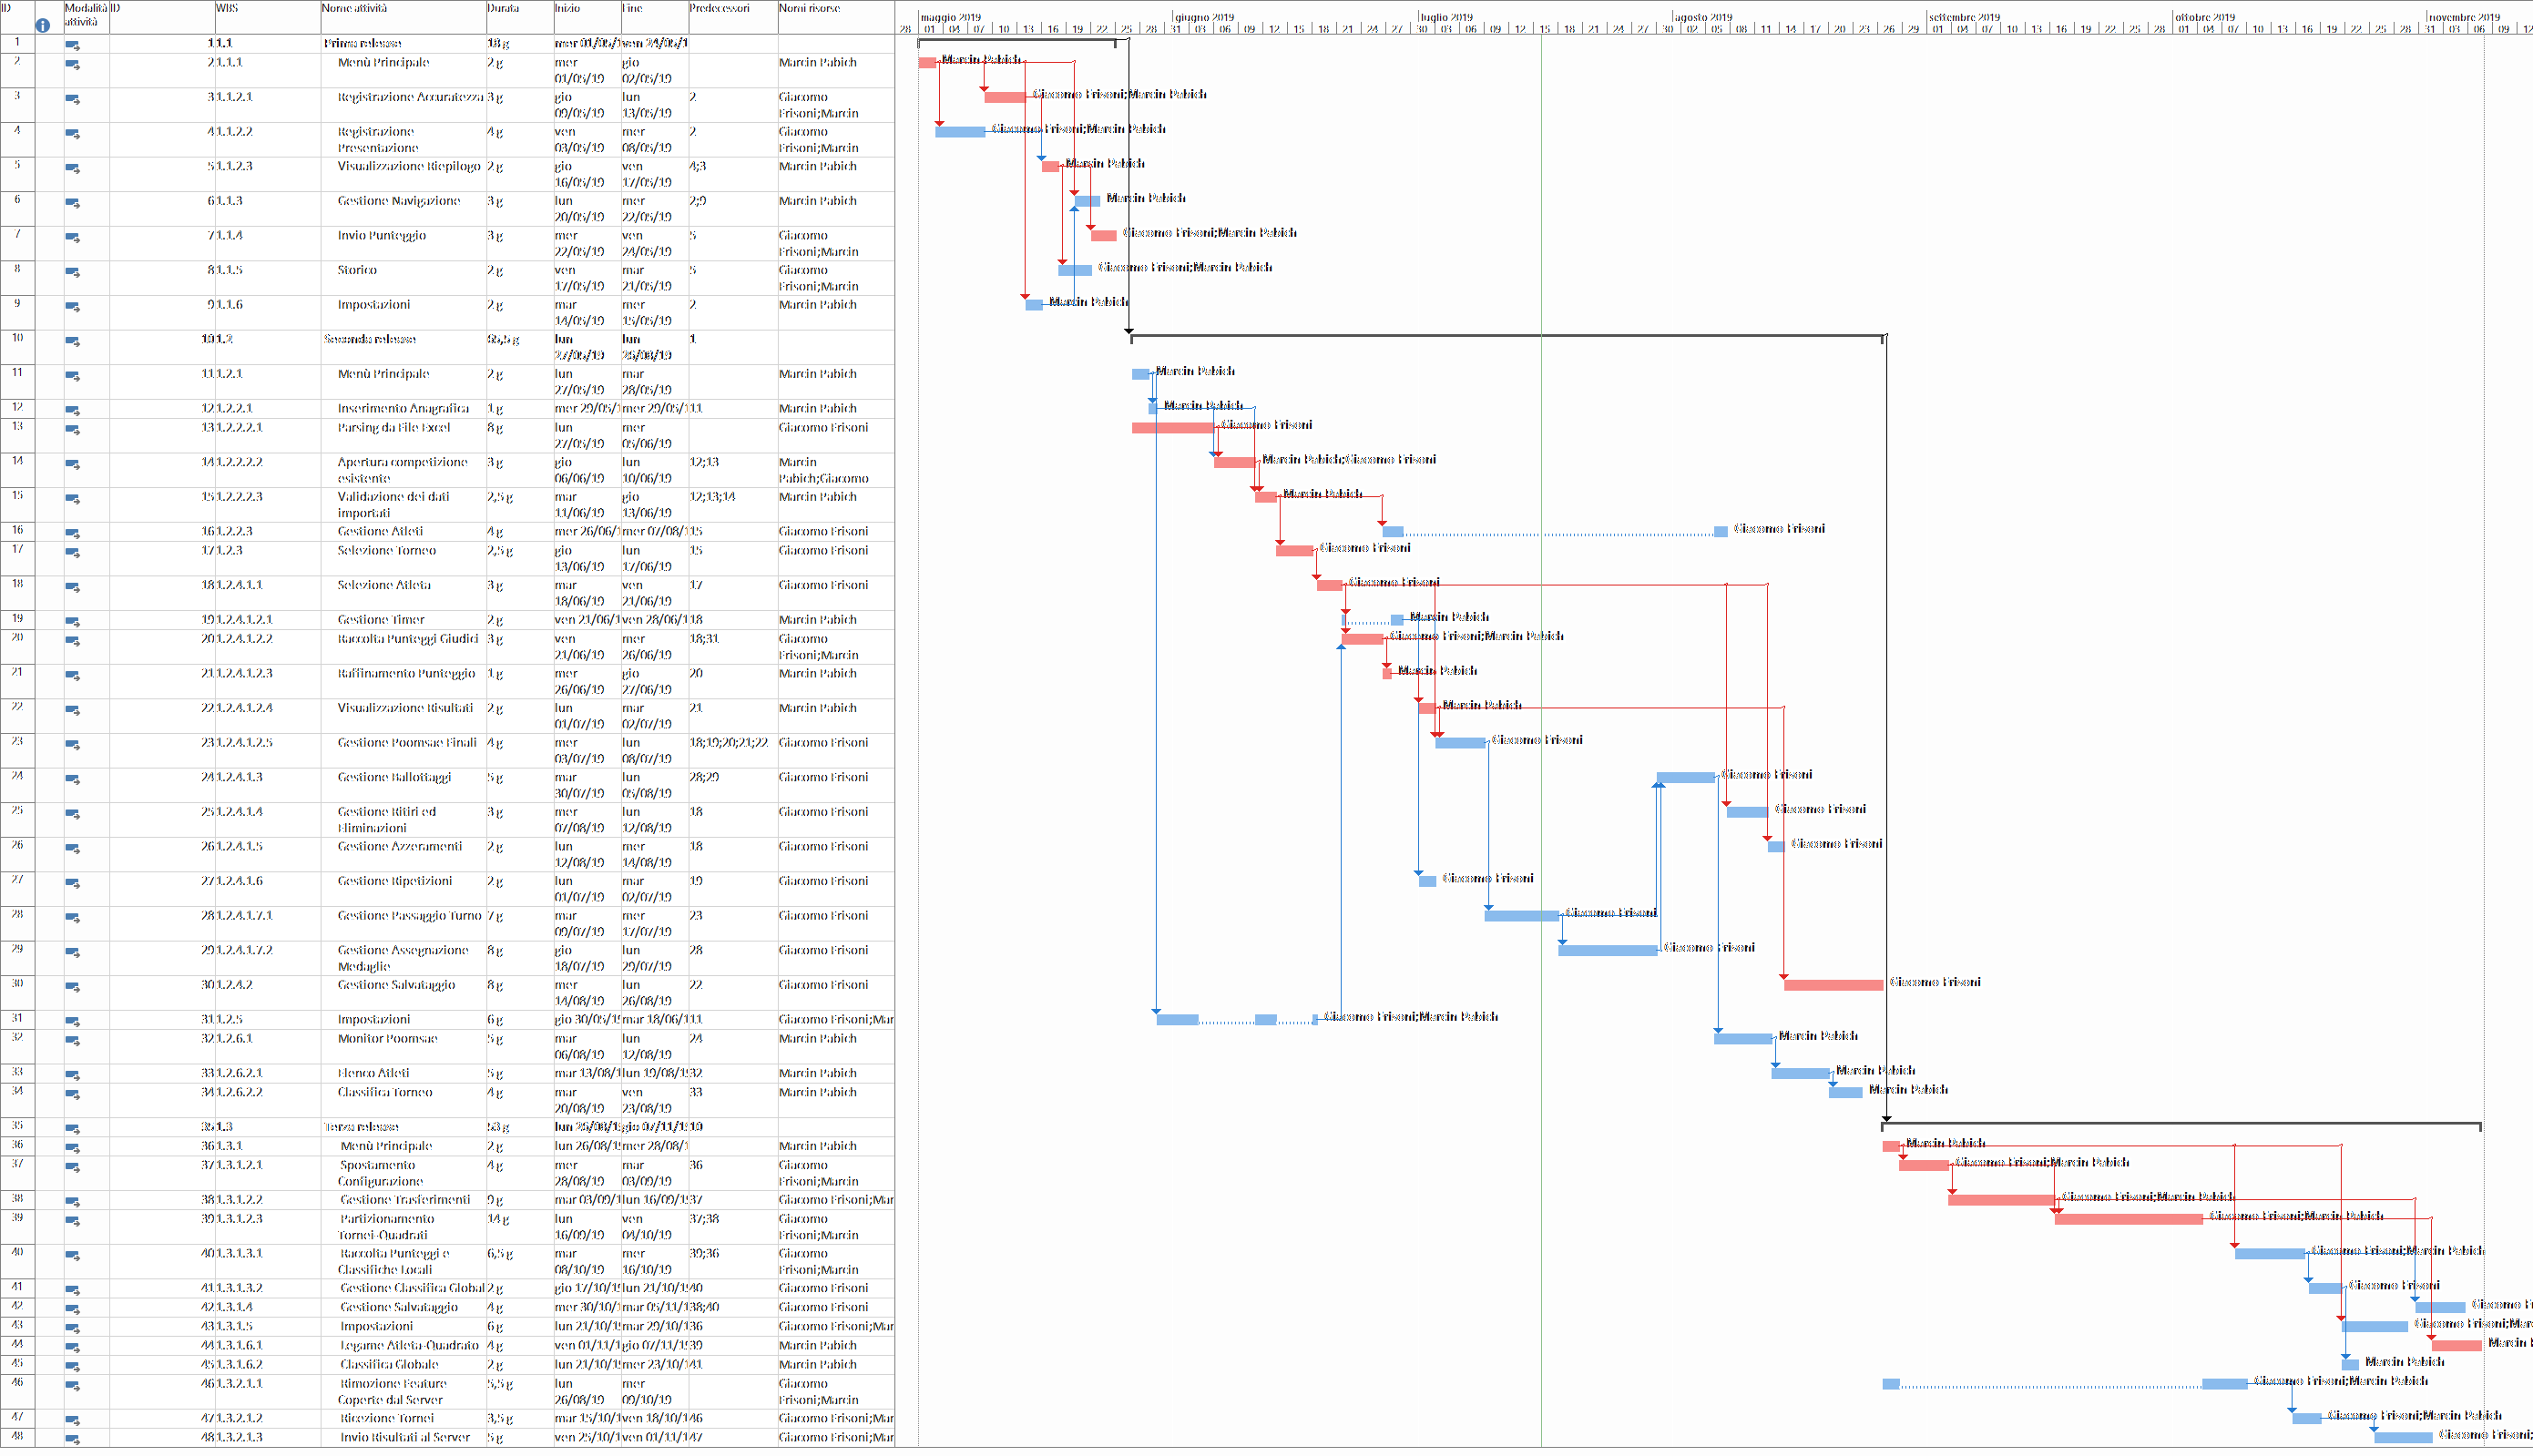 ID Modalità attività ID WBS Nome attività Durata Inizio Fine Predecessori Nomi risorse
maggio 2019 giugno 2019 luglio 2019 agosto 2019 settembre 2019 ottobre 2019 novembre 2019
28 01 04 07 10 13 16 19 22 25 28 31 03 06 09 12 15 18 21 24 27 30 03 06 09 12 15 18 21 24 27 30 02 05 08 11 14 17 20 23 26 29 01 04 07 10 13 16 19 22 25 28 01 04 07 10 13 16 19 22 25 28 31 03 06 09 12
1 1 1.1 Prima release 18 g mer 01/05/1 ven 24/05/1
2 2 1.1.1 Menù Principale 2 g mer 01/05/19 gio 02/05/19 Marcin Pabich
Marcin Pabich
3 3 1.1.2.1 Registrazione Accuratezza 3 g gio 09/05/19 lun 13/05/19 2 Giacomo Frisoni;Marcin
Giacomo Frisoni;Marcin Pabich
4 4 1.1.2.2 Registrazione Presentazione 4 g ven 03/05/19 mer 08/05/19 2 Giacomo Frisoni;Marcin
Giacomo Frisoni;Marcin Pabich
5 5 1.1.2.3 Visualizzazione Riepilogo 2 g gio 16/05/19 ven 17/05/19 4;3 Marcin Pabich
Marcin Pabich
6 6 1.1.3 Gestione Navigazione 3 g lun 20/05/19 mer 22/05/19 2;9 Marcin Pabich
Marcin Pabich
7 7 1.1.4 Invio Punteggio 3 g mer 22/05/19 ven 24/05/19 5 Giacomo Frisoni;Marcin
Giacomo Frisoni;Marcin Pabich
8 8 1.1.5 Storico 2 g ven 17/05/19 mar 21/05/19 5 Giacomo Frisoni;Marcin
Giacomo Frisoni;Marcin Pabich
9 9 1.1.6 Impostazioni 2 g mar 14/05/19 mer 15/05/19 2 Marcin Pabich
Marcin Pabich
10 10 1.2 Seconda release 65,5 g lun 27/05/19 lun 26/08/19 1
11 11 1.2.1 Menù Principale 2 g lun 27/05/19 mar 28/05/19 Marcin Pabich
Marcin Pabich
12 12 1.2.2.1 Inserimento Anagrafica 1 g mer 29/05/1 mer 29/05/1 11 Marcin Pabich
Marcin Pabich
13 13 1.2.2.2.1 Parsing da File Excel 8 g lun 27/05/19 mer 05/06/19 Giacomo Frisoni
Giacomo Frisoni
14 14 1.2.2.2.2 Apertura competizione esistente 3 g gio 06/06/19 lun 10/06/19 12;13 Marcin Pabich;Giacomo
Marcin Pabich;Giacomo Frisoni
15 15 1.2.2.2.3 Validazione dei dati importati 2,5 g mar 11/06/19 gio 13/06/19 12;13;14 Marcin Pabich
Marcin Pabich
16 16 1.2.2.3 Gestione Atleti 4 g mer 26/06/1 mer 07/08/1 15 Giacomo Frisoni
Giacomo Frisoni
17 17 1.2.3 Selezione Torneo 2,5 g gio 13/06/19 lun 17/06/19 15 Giacomo Frisoni
Giacomo Frisoni
18 18 1.2.4.1.1 Selezione Atleta 3 g mar 18/06/19 ven 21/06/19 17 Giacomo Frisoni
Giacomo Frisoni
19 19 1.2.4.1.2.1 Gestione Timer 2 g ven 21/06/1 ven 28/06/1 18 Marcin Pabich
Marcin Pabich
20 20 1.2.4.1.2.2 Raccolta Punteggi Giudici 3 g ven 21/06/19 mer 26/06/19 18;31 Giacomo Frisoni;Marcin
Giacomo Frisoni;Marcin Pabich
21 21 1.2.4.1.2.3 Raffinamento Punteggio 1 g mer 26/06/19 gio 27/06/19 20 Marcin Pabich
Marcin Pabich
22 22 1.2.4.1.2.4 Visualizzazione Risultati 2 g lun 01/07/19 mar 02/07/19 21 Marcin Pabich
Marcin Pabich
23 23 1.2.4.1.2.5 Gestione Poomsae Finali 4 g mer 03/07/19 lun 08/07/19 18;19;20;21;22 Giacomo Frisoni
Giacomo Frisoni
24 24 1.2.4.1.3 Gestione Ballottaggi 5 g mar 30/07/19 lun 05/08/19 28;29 Giacomo Frisoni
Giacomo Frisoni
25 25 1.2.4.1.4 Gestione Ritiri ed Eliminazioni 3 g mer 07/08/19 lun 12/08/19 18 Giacomo Frisoni
Giacomo Frisoni
26 26 1.2.4.1.5 Gestione Azzeramenti 2 g lun 12/08/19 mer 14/08/19 18 Giacomo Frisoni
Giacomo Frisoni
27 27 1.2.4.1.6 Gestione Ripetizioni 2 g lun 01/07/19 mar 02/07/19 19 Giacomo Frisoni
Giacomo Frisoni
28 28 1.2.4.1.7.1 Gestione Passaggio Turno 7 g mar 09/07/19 mer 17/07/19 23 Giacomo Frisoni
Giacomo Frisoni
29 29 1.2.4.1.7.2 Gestione Assegnazione Medaglie 8 g gio 18/07/19 lun 29/07/19 28 Giacomo Frisoni
Giacomo Frisoni
30 30 1.2.4.2 Gestione Salvataggio 8 g mer 14/08/19 lun 26/08/19 22 Giacomo Frisoni
Giacomo Frisoni
31 31 1.2.5 Impostazioni 6 g gio 30/05/1 mar 18/06/1 11 Giacomo Frisoni;Mar
Giacomo Frisoni;Marcin Pabich
32 32 1.2.6.1 Monitor Poomsae 5 g mar 06/08/19 lun 12/08/19 24 Marcin Pabich
Marcin Pabich
33 33 1.2.6.2.1 Elenco Atleti 5 g mar 13/08/1 lun 19/08/1 32 Marcin Pabich
Marcin Pabich
34 34 1.2.6.2.2 Classifica Torneo 4 g mar 20/08/19 ven 23/08/19 33 Marcin Pabich
Marcin Pabich
35 35 1.3 Terza release 53 g lun 26/08/1 gio 07/11/1 10
36 36 1.3.1 Menù Principale 2 g lun 26/08/1 mer 28/08/1 Marcin Pabich
Marcin Pabich
37 37 1.3.1.2.1 Spostamento Configurazione 4 g mer 28/08/19 mar 03/09/19 36 Giacomo Frisoni;Marcin
Giacomo Frisoni;Marcin Pabich
38 38 1.3.1.2.2 Gestione Trasferimenti 9 g mar 03/09/1 lun 16/09/1 37 Giacomo Frisoni;Mar
Giacomo Frisoni;Marcin Pabich
39 39 1.3.1.2.3 Partizionamento Tornei-Quadrati 14 g lun 16/09/19 ven 04/10/19 37;38 Giacomo Frisoni;Marcin
Giacomo Frisoni;Marcin Pabich
40 40 1.3.1.3.1 Raccolta Punteggi e Classifiche Locali 6,5 g mar 08/10/19 mer 16/10/19 39;36 Giacomo Frisoni;Marcin
Giacomo Frisoni;Marcin Pabich
41 41 1.3.1.3.2 Gestione Classifica Global 2 g gio 17/10/1 lun 21/10/1 40 Giacomo Frisoni
Giacomo Frisoni
42 42 1.3.1.4 Gestione Salvataggio 4 g mer 30/10/1 mar 05/11/1 38;40 Giacomo Frisoni
Giacomo F
43 43 1.3.1.5 Impostazioni 6 g lun 21/10/1 mar 29/10/1 36 Giacomo Frisoni;Mar
Giacomo Frisoni;Mar
44 44 1.3.1.6.1 Legame Atleta-Quadrato 4 g ven 01/11/1 gio 07/11/1 39 Marcin Pabich
Marcin
45 45 1.3.1.6.2 Classifica Globale 2 g lun 21/10/1 mer 23/10/1 41 Marcin Pabich
Marcin Pabich
46 46 1.3.2.1.1 Rimozione Feature Coperte dal Server 5,5 g lun 26/08/19 mer 09/10/19 Giacomo Frisoni;Marcin
Giacomo Frisoni;Marcin Pabich
47 47 1.3.2.1.2 Ricezione Tornei 3,5 g mar 15/10/1 ven 18/10/1 46 Giacomo Frisoni;Mar
Giacomo Frisoni;Marcin Pabich
48 48 1.3.2.1.3 Invio Risultati al Server 5 g ven 25/10/1 ven 01/11/1 47 Giacomo Frisoni;Mar
Giacomo Frisoni;